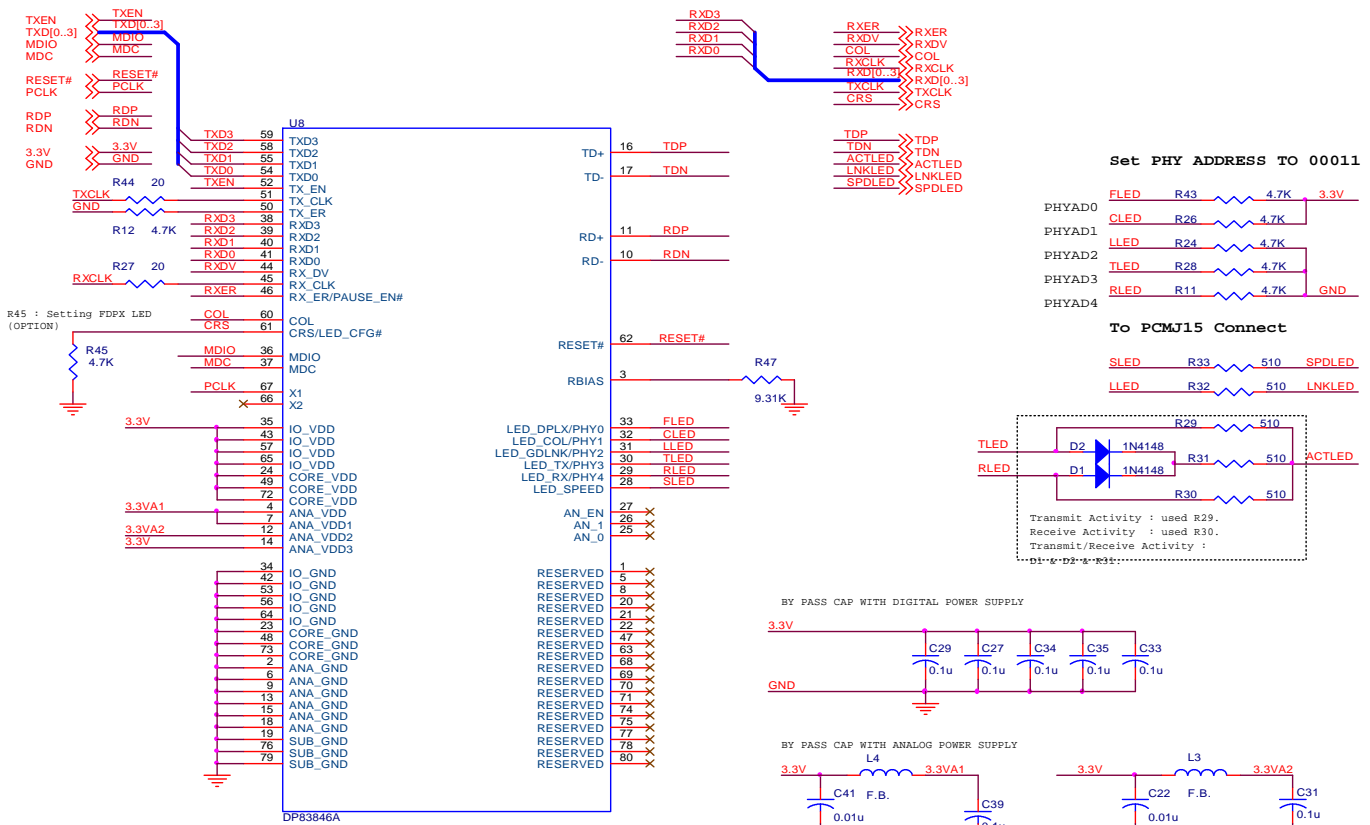 TXEN TXEN
TXD[0..3] TXD[0..3]
MDIO MDIO
MDC MDC
RESET# RESET#
PCLK PCLK
RDP RDP
RDN RDN
3.3V 3.3V
GND GND
RXD3
RXD2
RXD1
RXD0
RXER RXER
RXDV RXDV
COL COL
RXCLK RXCLK
RXD[0..3] RXD[0..3]
TXCLK TXCLK
CRS CRS
TDP TDP
TDN TDN
ACTLED ACTLED
LNKLED LNKLED
SPDLED SPDLED
U8
TXD3 59 TXD3
TXD2 58 TXD2
TXD1 55 TXD1
TXD0 54 TXD0
TXEN 52 TX_EN
R44 20
TXCLK 51 TX_CLK
GND 50 TX_ER
R12 4.7K
RXD3 38 RXD3
RXD2 39 RXD2
RXD1 40 RXD1
RXD0 41 RXD0
RXDV 44 RX_DV
R27 20
RXCLK 45 RX_CLK
RXER 46 RX_ER/PAUSE_EN#
R45 : Setting FDPX LED
(OPTION)
COL 60 COL
CRS 61 CRS/LED_CFG#
R45
4.7K
MDIO 36 MDIO
MDC 37 MDC
PCLK 67 X1
66 X2
3.3V 35 IO_VDD
43 IO_VDD
57 IO_VDD
65 IO_VDD
24 CORE_VDD
49 CORE_VDD
72 CORE_VDD
3.3VA1 4 ANA_VDD
7 ANA_VDD1
3.3VA2 12 ANA_VDD2
3.3V 14 ANA_VDD3
34 IO_GND
42 IO_GND
53 IO_GND
56 IO_GND
64 IO_GND
23 CORE_GND
48 CORE_GND
73 CORE_GND
2 ANA_GND
6 ANA_GND
9 ANA_GND
13 ANA_GND
15 ANA_GND
18 ANA_GND
19 SUB_GND
76 SUB_GND
79 SUB_GND
DP83846A
TD+ 16 TDP
TD- 17 TDN
RD+ 11 RDP
RD- 10 RDN
RESET# 62 RESET#
RBIAS 3
R47
9.31K
LED_DPLX/PHY0 33 FLED
LED_COL/PHY1 32 CLED
LED_GDLNK/PHY2 31 LLED
LED_TX/PHY3 30 TLED
LED_RX/PHY4 29 RLED
LED_SPEED 28 SLED
AN_EN 27
AN_1 26
AN_0 25
RESERVED 1
RESERVED 5
RESERVED 8
RESERVED 20
RESERVED 21
RESERVED 22
RESERVED 47
RESERVED 63
RESERVED 68
RESERVED 69
RESERVED 70
RESERVED 71
RESERVED 74
RESERVED 75
RESERVED 77
RESERVED 78
RESERVED 80
Set PHY ADDRESS TO 00011
PHYAD0 FLED R43 4.7K 3.3V
PHYAD1 CLED R26 4.7K
PHYAD2 LLED R24 4.7K
PHYAD3 TLED R28 4.7K
PHYAD4 RLED R11 4.7K GND
To PCMJ15 Connect
SLED R33 510 SPDLED
LLED R32 510 LNKLED
R29 510
TLED D2 1N4148
R31 510 ACTLED
RLED D1 1N4148
R30 510
Transmit Activity : used R29.
Receive Activity : used R30.
Transmit/Receive Activity :
D1 & D2 & R31.
BY PASS CAP WITH DIGITAL POWER SUPPLY
3.3V
C29 C27 C34 C35 C33
0.1u 0.1u 0.1u 0.1u 0.1u
GND
BY PASS CAP WITH ANALOG POWER SUPPLY
3.3V L4 3.3VA1
C41 F.B. C39
0.01u 0.1u
3.3V L3 3.3VA2
C22 F.B. C31
0.01u 0.1u